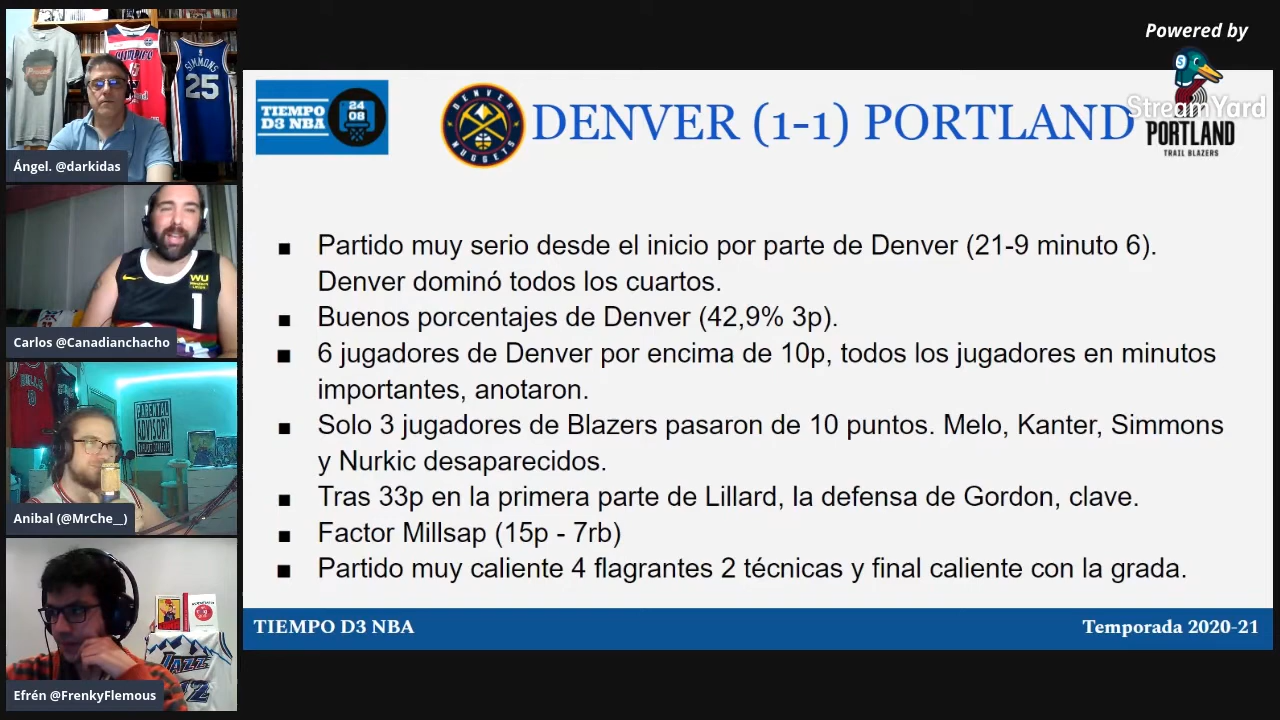 Powered by
StreamYard
TIEMPO
D3 NBA
24
08
DENVER
NUGGETS
DENVER (1-1) PORTLAND
PORTLAND
TRAIL BLAZERS
■ Partido muy serio desde el inicio por parte de Denver (21-9 minuto 6).
Denver dominó todos los cuartos.
■ Buenos porcentajes de Denver (42,9% 3p).
■ 6 jugadores de Denver por encima de 10p, todos los jugadores en minutos
importantes, anotaron.
■ Solo 3 jugadores de Blazers pasaron de 10 puntos. Melo, Kanter, Simmons
y Nurkic desaparecidos.
■ Tras 33p en la primera parte de Lillard, la defensa de Gordon, clave.
■ Factor Millsap (15p - 7rb)
■ Partido muy caliente 4 flagrantes 2 técnicas y final caliente con la grada.
TIEMPO D3 NBA
Temporada 2020-21
SIMMONS
25
Ángel. @darkidas
WU
1
Carlos @Canadianchacho
PARENTAL
ADVISORY
EXPLICIT CONTENT
Anibal (@MrChe__)
JAZZ
Efrén @FrenkyFlemous